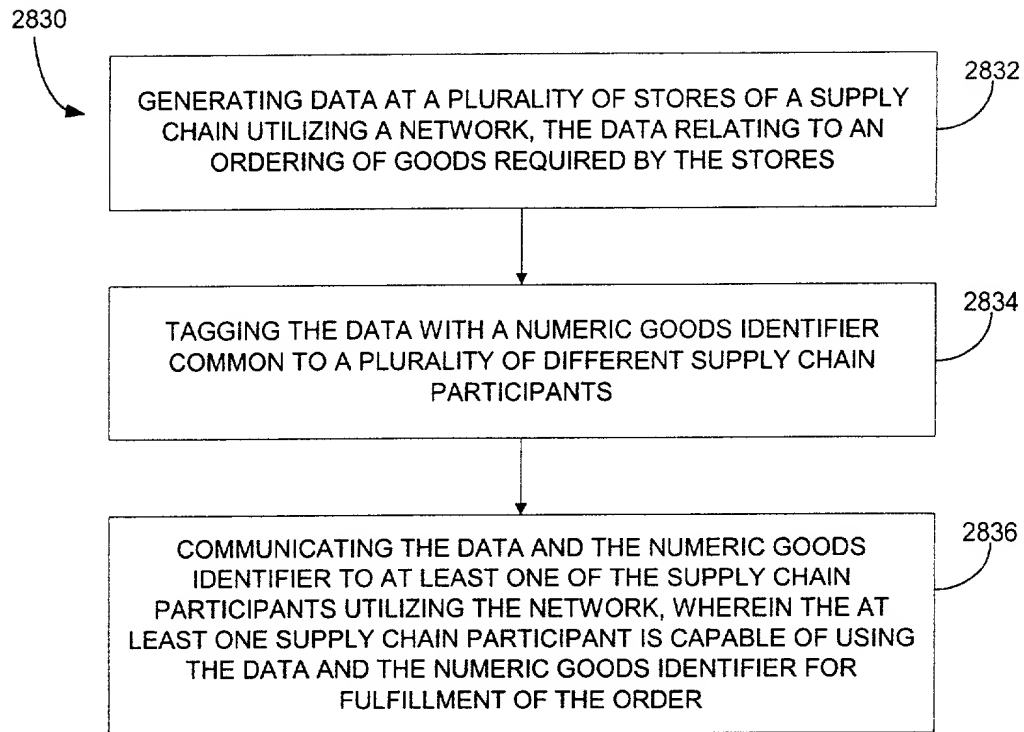 2830
2832
GENERATING DATA AT A PLURALITY OF STORES OF A SUPPLY
CHAIN UTILIZING A NETWORK, THE DATA RELATING TO AN
ORDERING OF GOODS REQUIRED BY THE STORES
2834
TAGGING THE DATA WITH A NUMERIC GOODS IDENTIFIER
COMMON TO A PLURALITY OF DIFFERENT SUPPLY CHAIN
PARTICIPANTS
2836
COMMUNICATING THE DATA AND THE NUMERIC GOODS
IDENTIFIER TO AT LEAST ONE OF THE SUPPLY CHAIN
PARTICIPANTS UTILIZING THE NETWORK, WHEREIN THE AT
LEAST ONE SUPPLY CHAIN PARTICIPANT IS CAPABLE OF USING
THE DATA AND THE NUMERIC GOODS IDENTIFIER FOR
FULFILLMENT OF THE ORDER